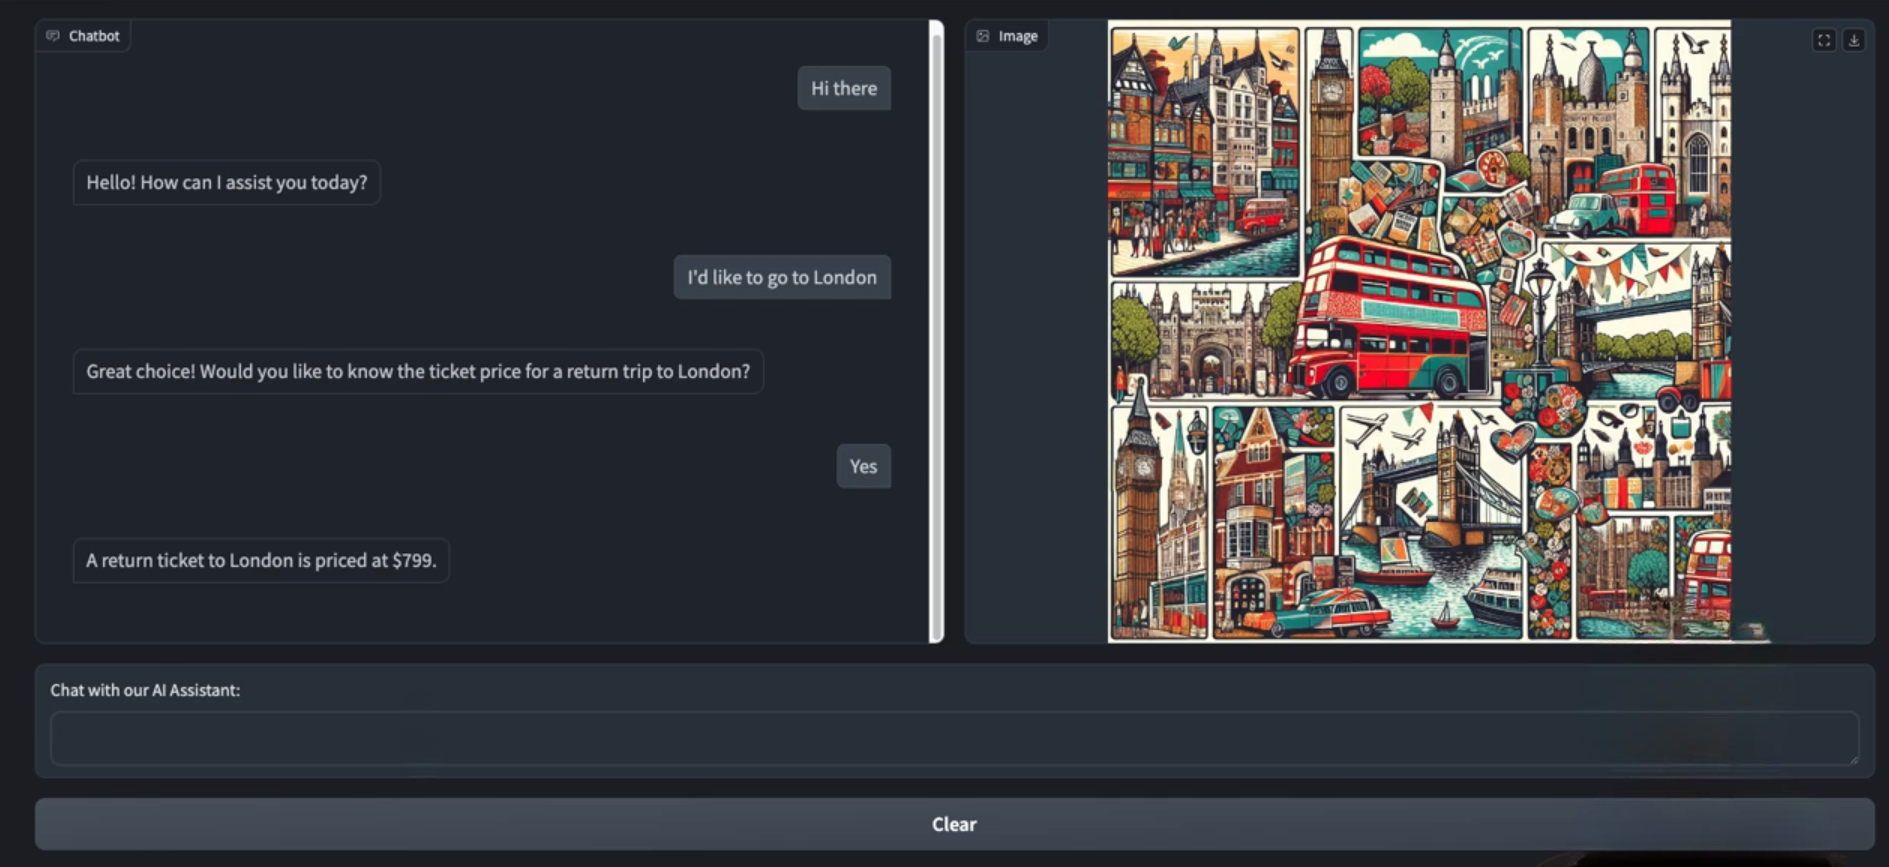 Chatbot
Hi there
Hello! How can I assist you today?
I'd like to go to London
Great choice! Would you like to know the ticket price for a return trip to London?
Yes
A return ticket to London is priced at $799.
Image
Chat with our AI Assistant:
Clear